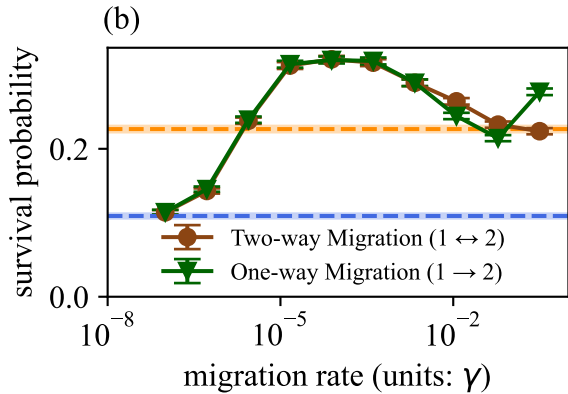 (b)
survival probability
0.2
0.0
Two-way Migration (1 ↔ 2)
One-way Migration (1 → 2)
10⁻⁸
10⁻⁵
10⁻²
migration rate (units: γ)